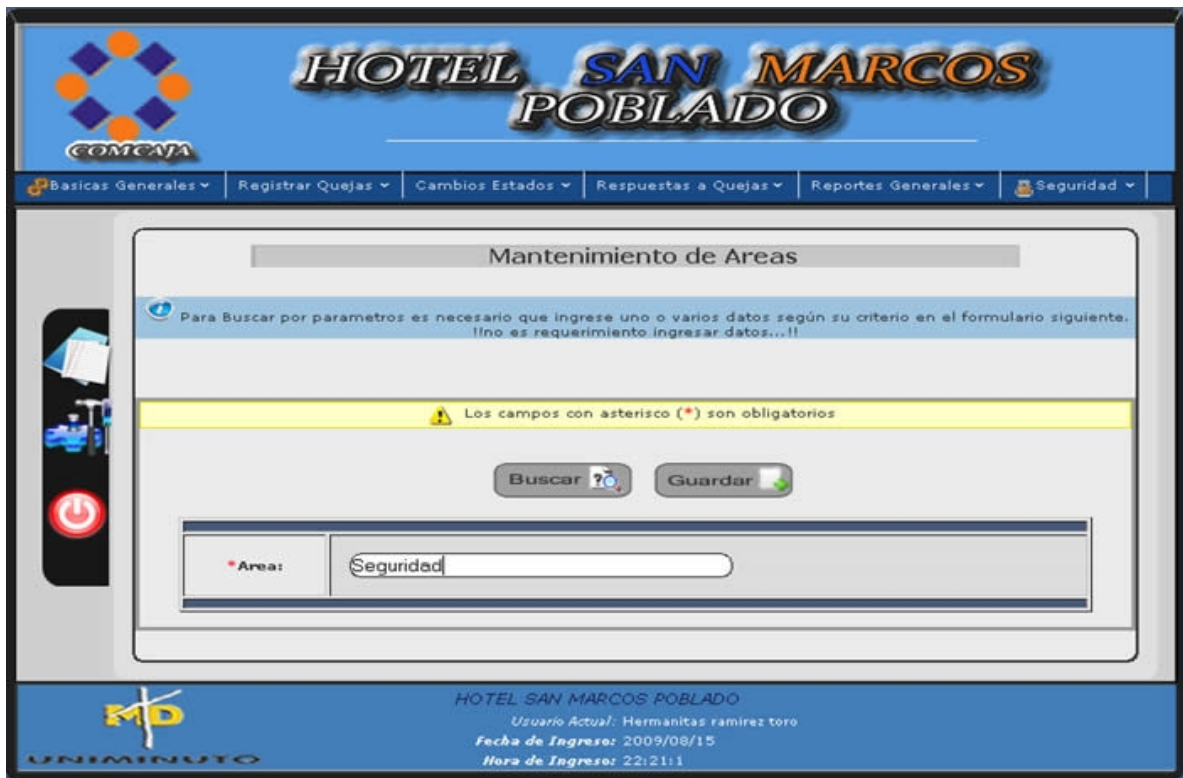 HOTEL SAN MARCOS
POBLADO
COMCAJA
Basicas Generales Registrar Quejas Cambios Estados Respuestas a Quejas Reportes Generales Seguridad
Mantenimiento de Areas
Para Buscar por parametros es necesario que ingrese uno o varios datos según su criterio en el formulario siguiente.
!!no es requerimiento ingresar datos...!!
Los campos con asterisco (*) son obligatorios
Buscar Guardar
*Area: Seguridad
HOTEL SAN MARCOS POBLADO
Usuario Actual: Hermanitas ramirez toro
Fecha de Ingreso: 2009/08/15
Hora de Ingreso: 22:21:1
MD
UNIMINUTO